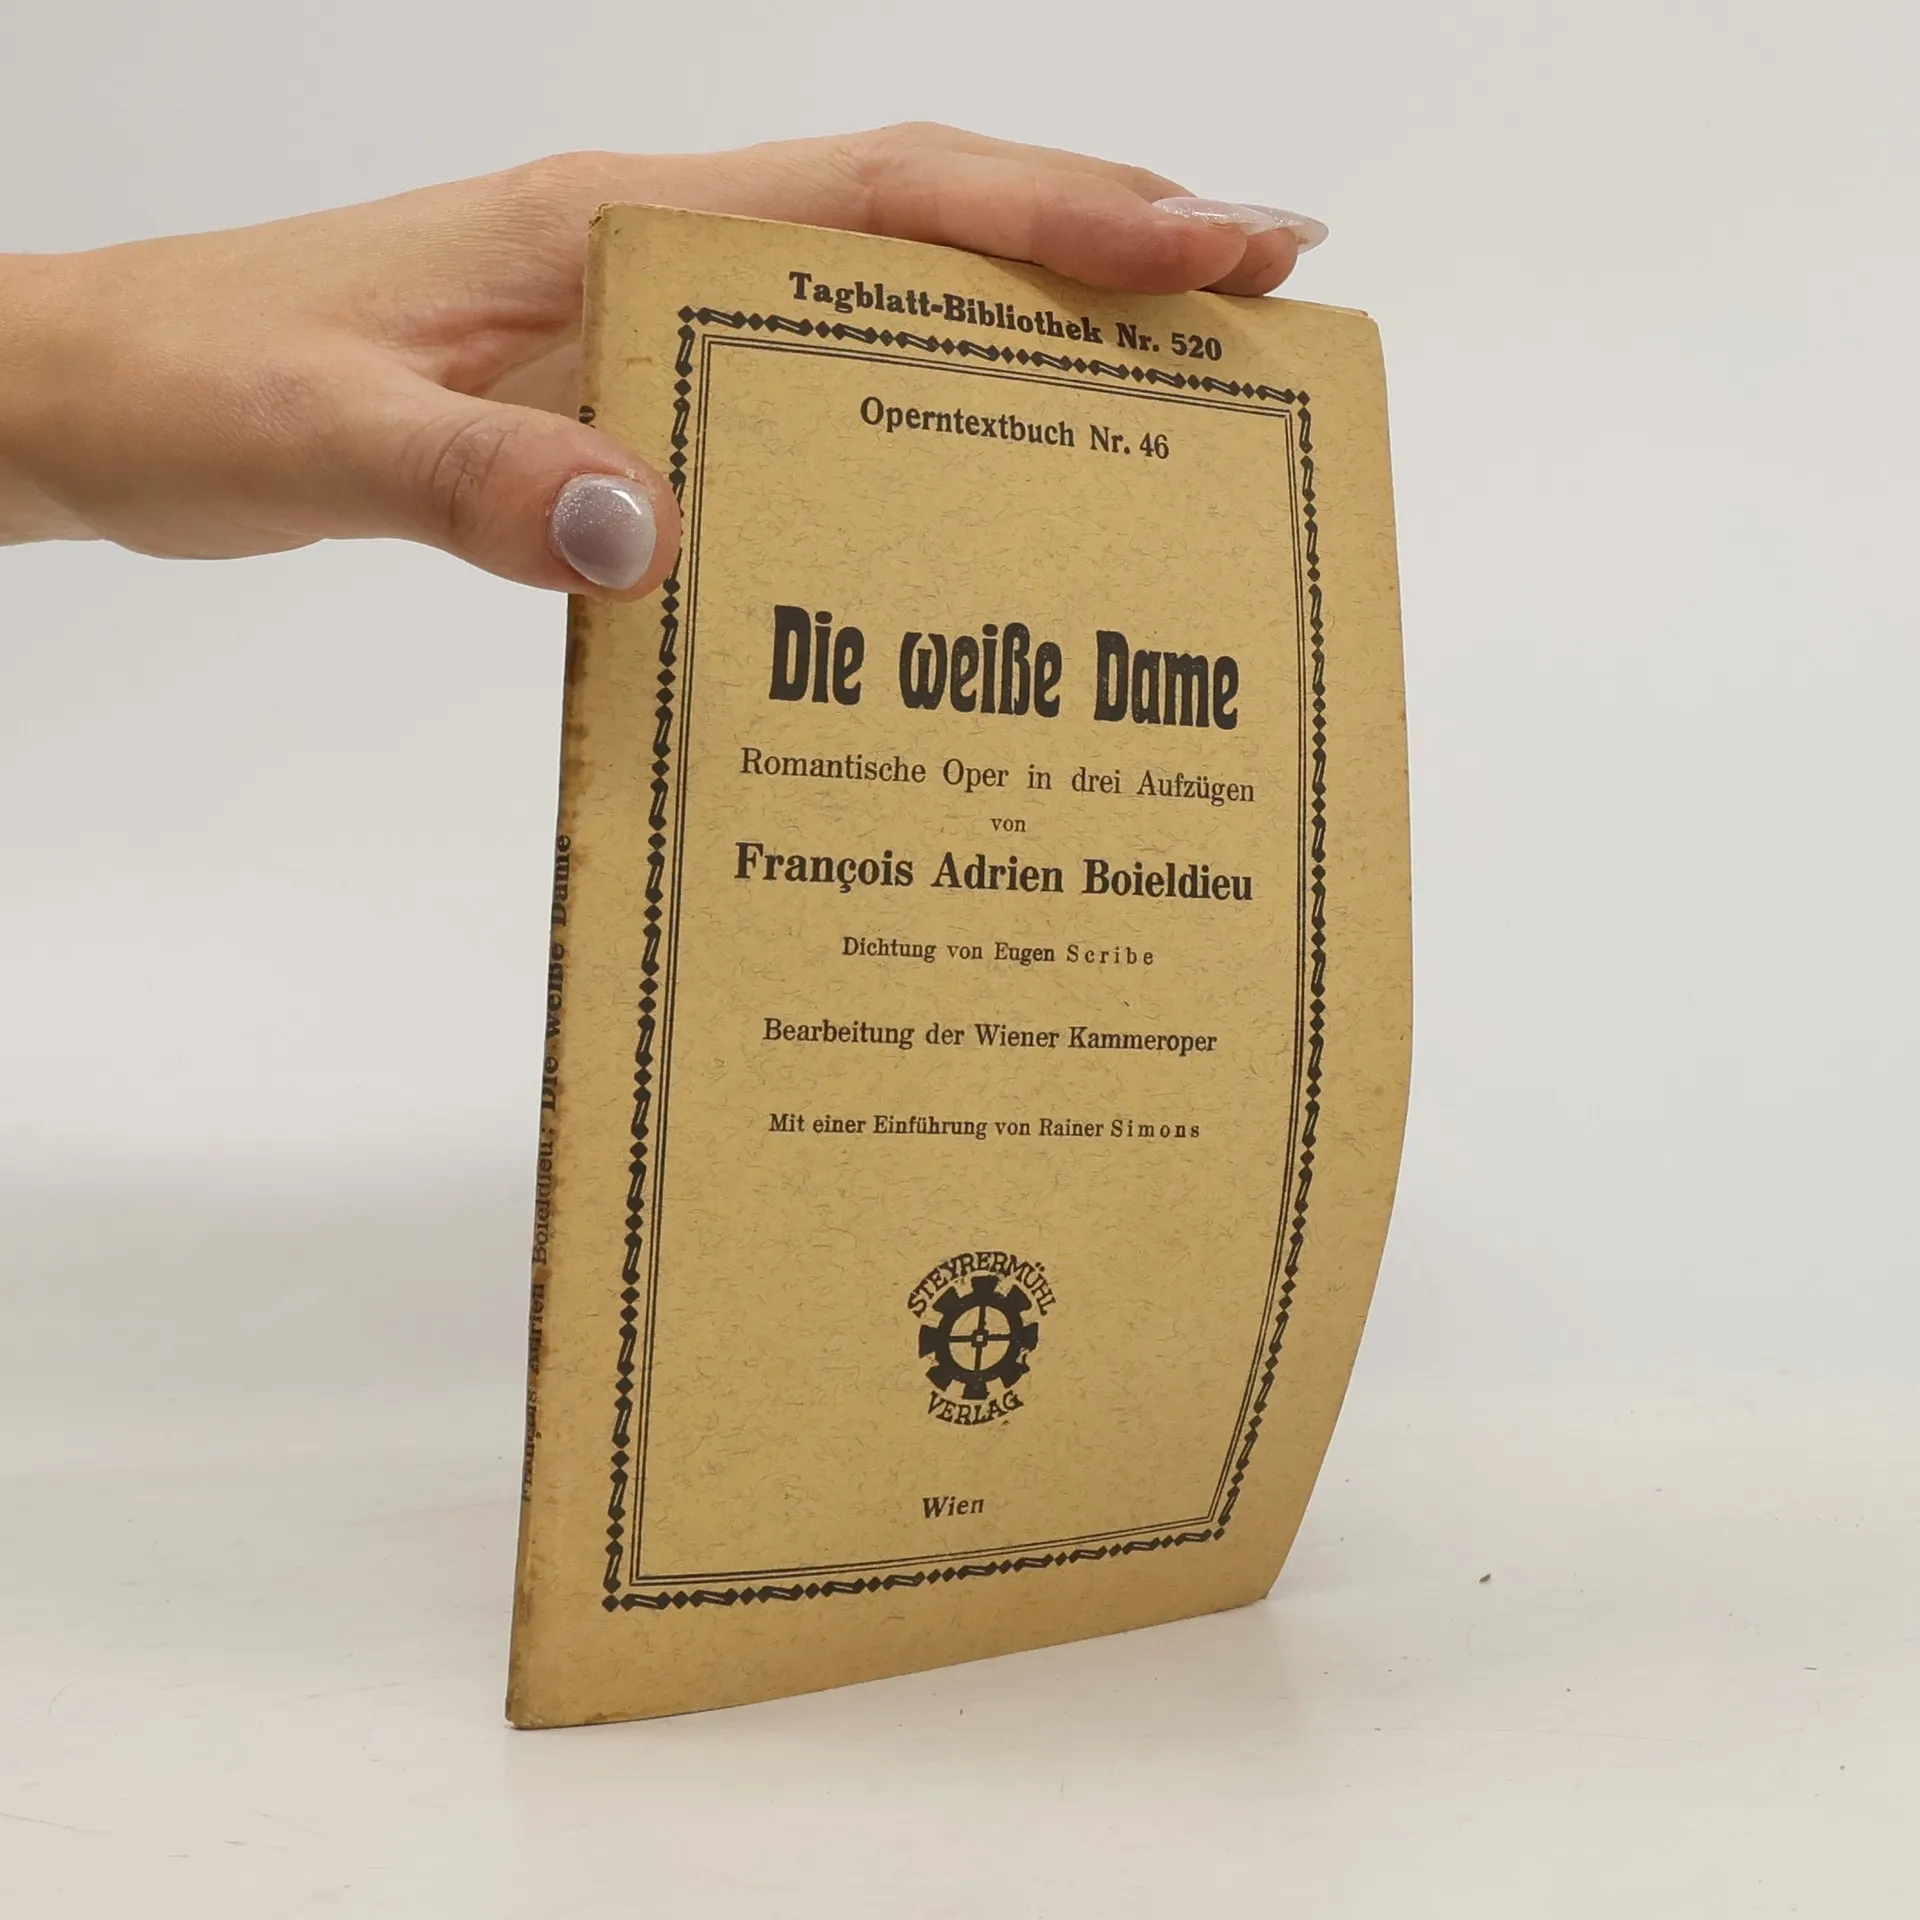 Tagblatt-Bibliothek Nr. 520
Operntextbuch Nr. 46
Die weiße Dame
Romantische Oper in drei Aufzügen
von
François Adrien Boieldieu
Dichtung von Eugen Scribe
Bearbeitung der Wiener Kammeroper
Mit einer Einführung von Rainer Simons
STEYRERMÜHL
VERLAG
Wien
François Adrien Boieldieu: Die weiße Dame